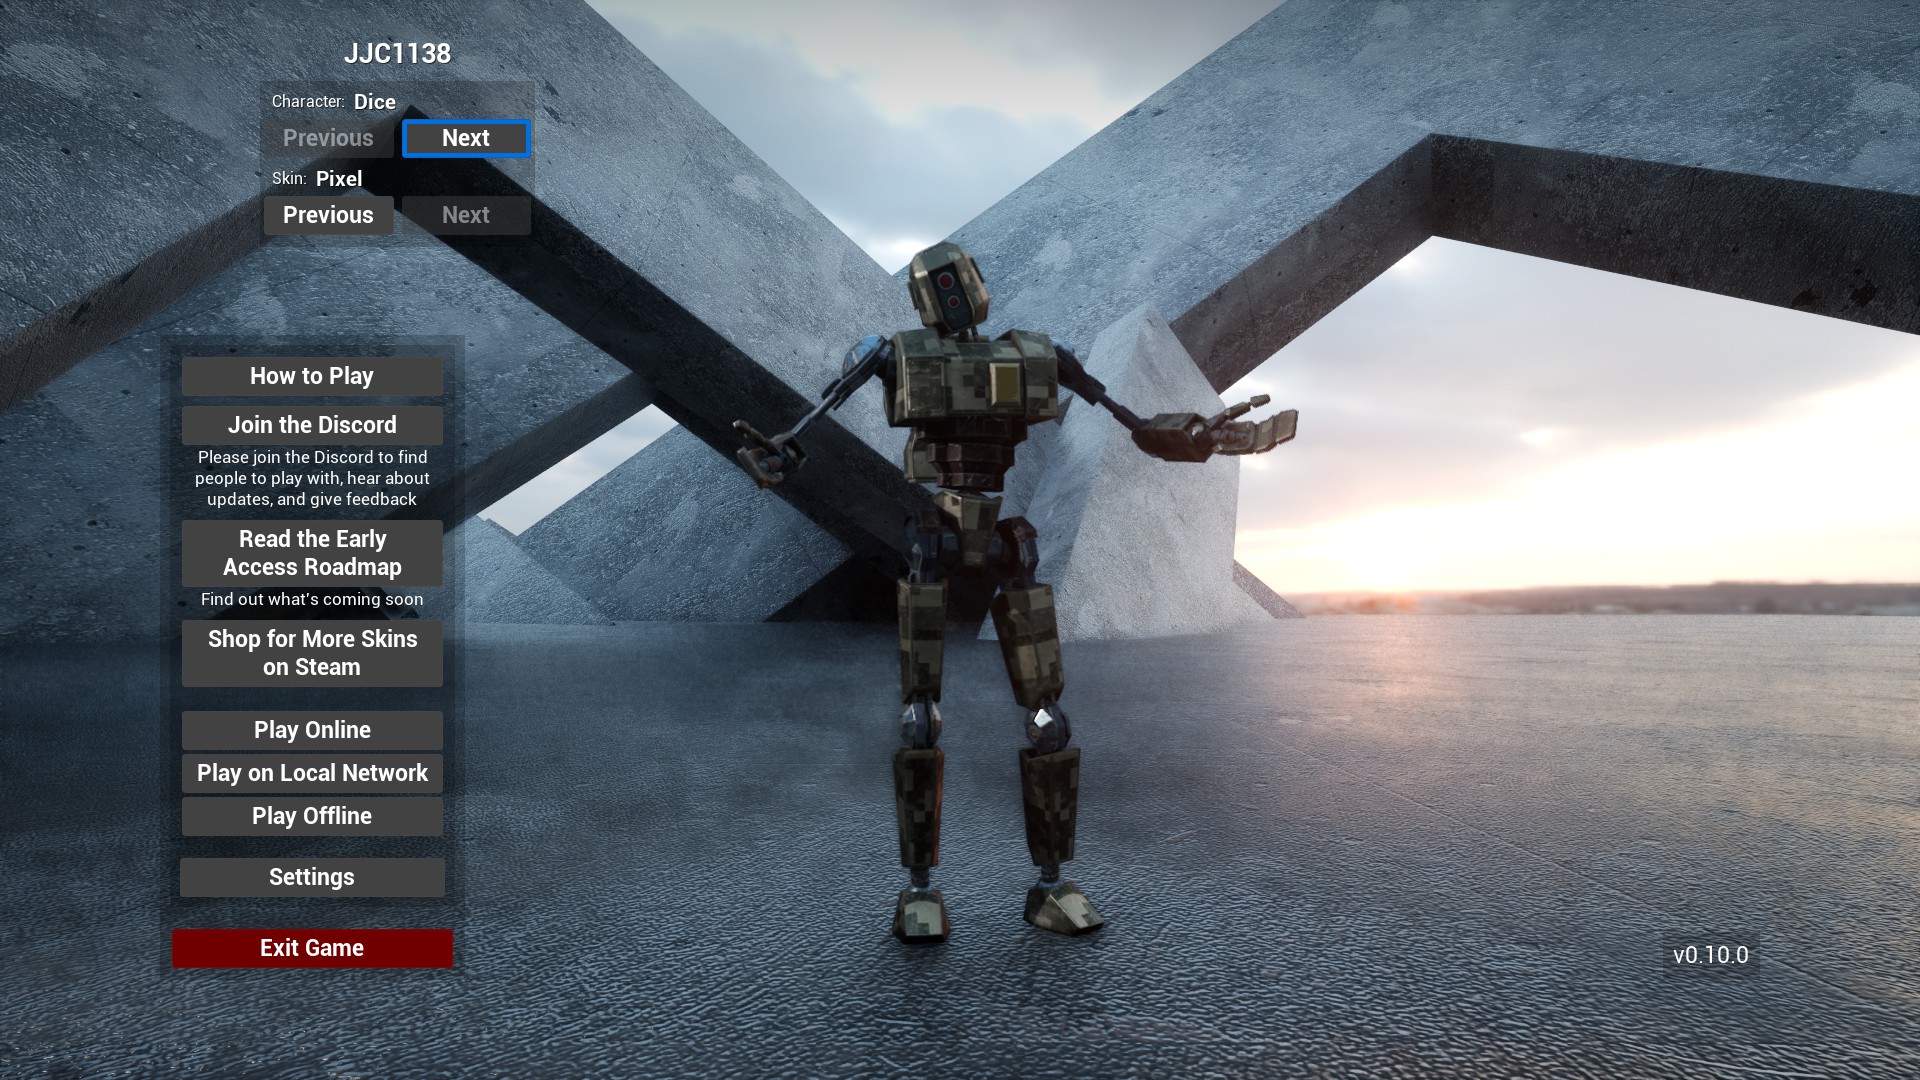 JJC1138
Character: Dice
Previous Next
Skin: Pixel
Previous Next
How to Play
Join the Discord
Please join the Discord to find
people to play with, hear about
updates, and give feedback
Read the Early
Access Roadmap
Find out what's coming soon
Shop for More Skins
on Steam
Play Online
Play on Local Network
Play Offline
Settings
Exit Game
v0.10.0